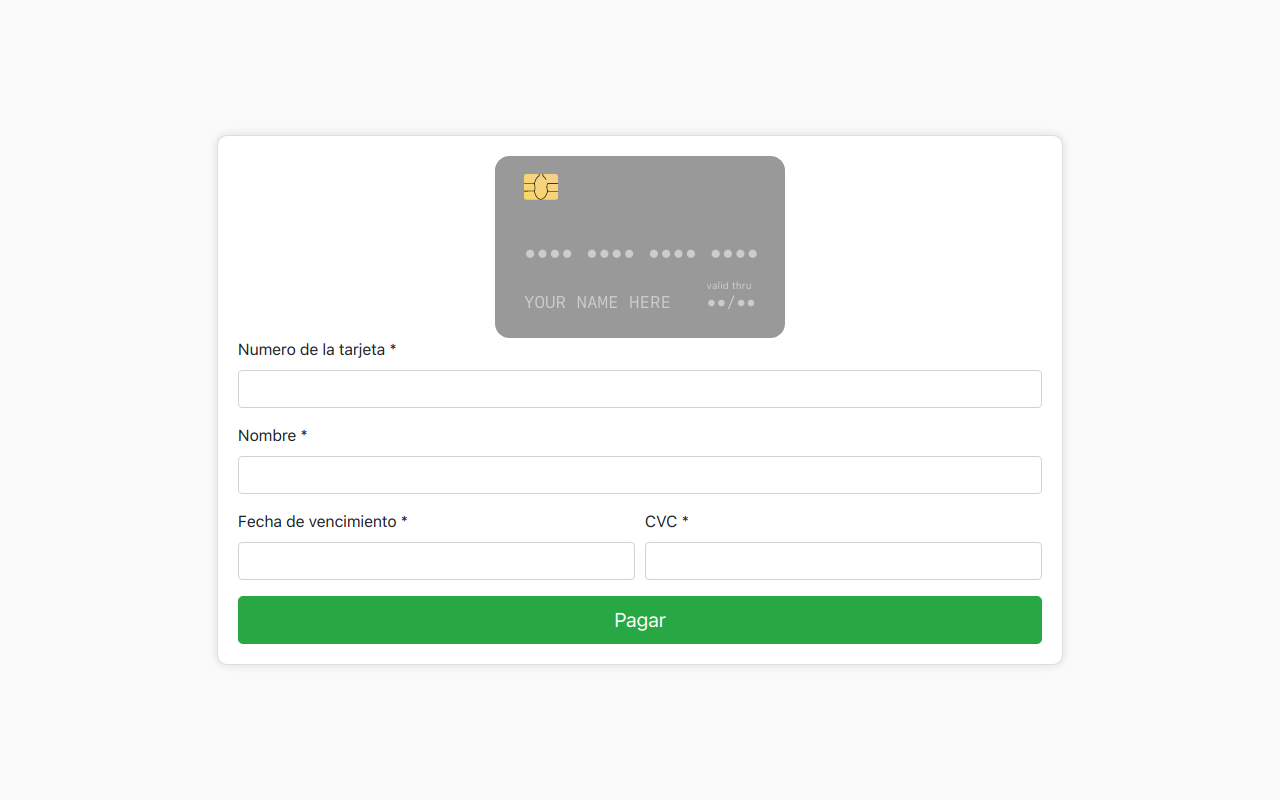 •••• •••• •••• ••••
valid thru
YOUR NAME HERE ••/••
Numero de la tarjeta *
Nombre *
Fecha de vencimiento * CVC *
Pagar